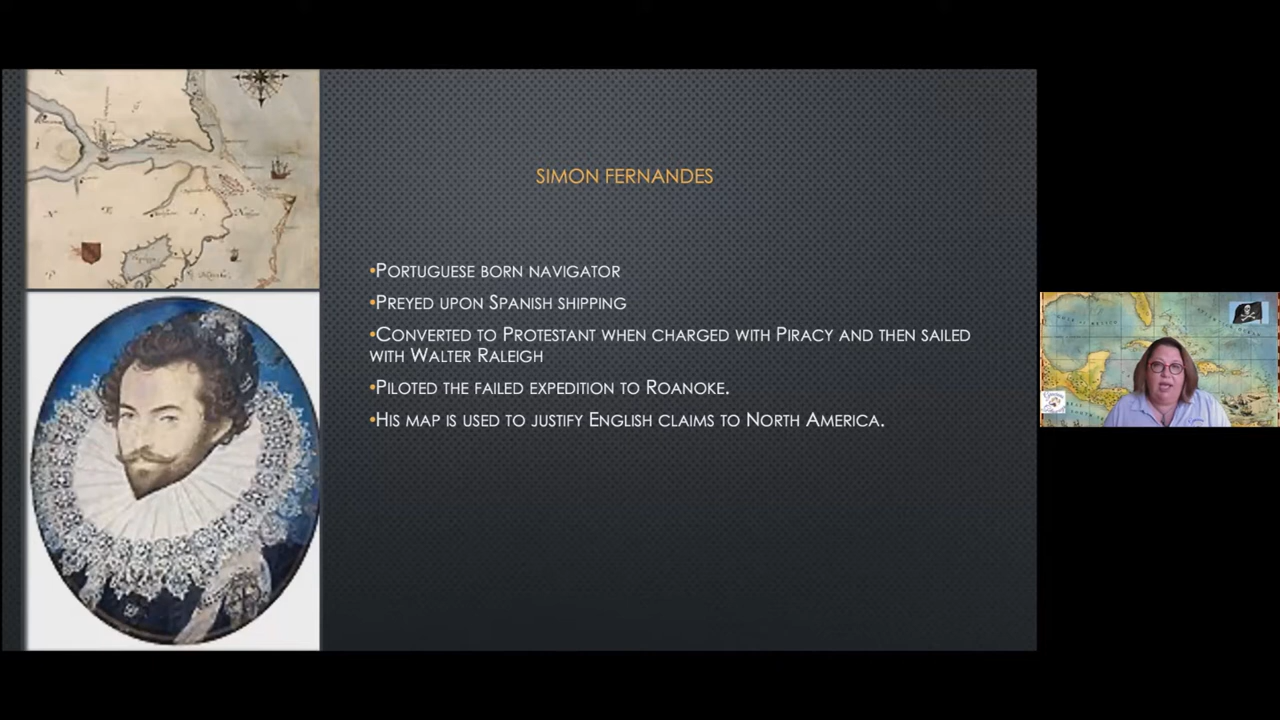 SIMON FERNANDES
•PORTUGUESE BORN NAVIGATOR
•PREYED UPON SPANISH SHIPPING
•CONVERTED TO PROTESTANT WHEN CHARGED WITH PIRACY AND THEN SAILED
WITH WALTER RALEIGH
•PILOTED THE FAILED EXPEDITION TO ROANOKE.
•HIS MAP IS USED TO JUSTIFY ENGLISH CLAIMS TO NORTH AMERICA.